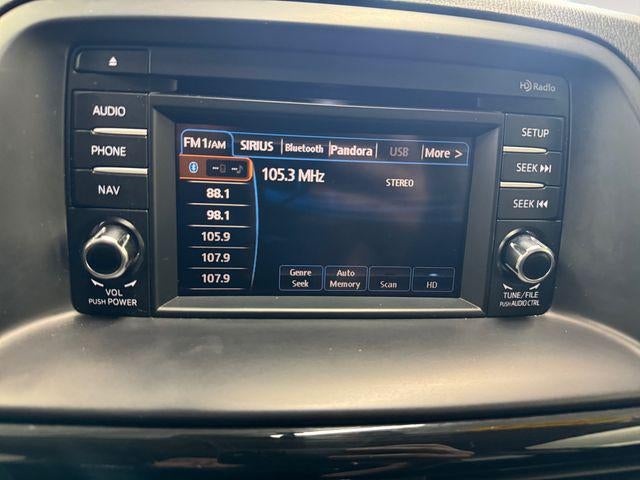 HD Radio
AUDIO
PHONE
NAV
VOL
PUSH POWER
FM1/AM SIRIUS Bluetooth Pandora USB More >
105.3 MHz
STEREO
88.1
98.1
105.9
107.9
107.9
Genre Seek
Auto Memory
Scan
HD
SETUP
SEEK
SEEK
TUNE/FILE
PUSH AUDIO CTRL